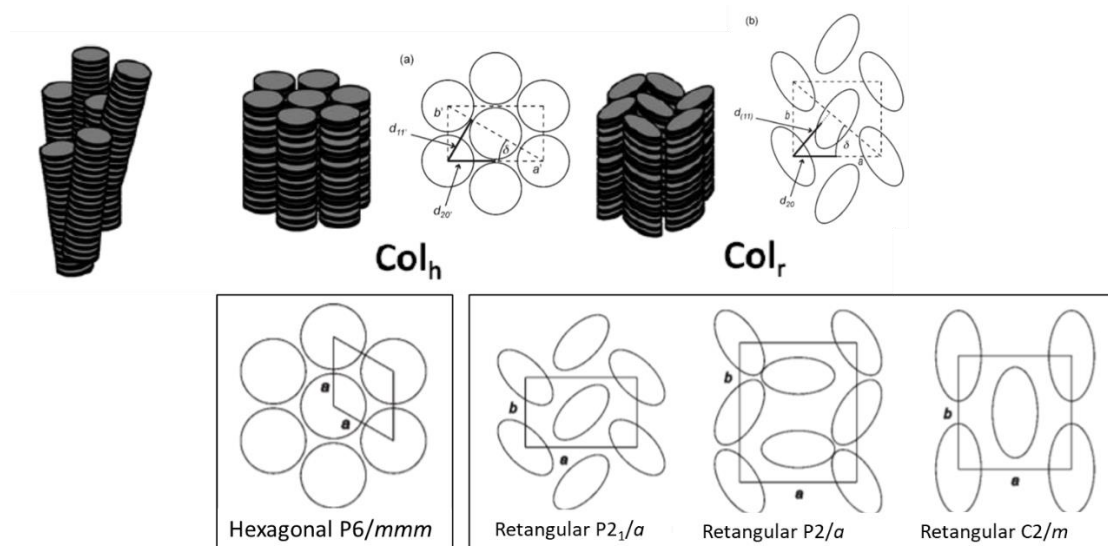 (a)
b'
d11'
δ
a'
d20'
Colh
(b)
b
d(11)
δ
a
d20
Colr
a
a
Hexagonal P6/mmm
b
a
Retangular P21/a
b
a
Retangular P2/a
b
a
Retangular C2/m